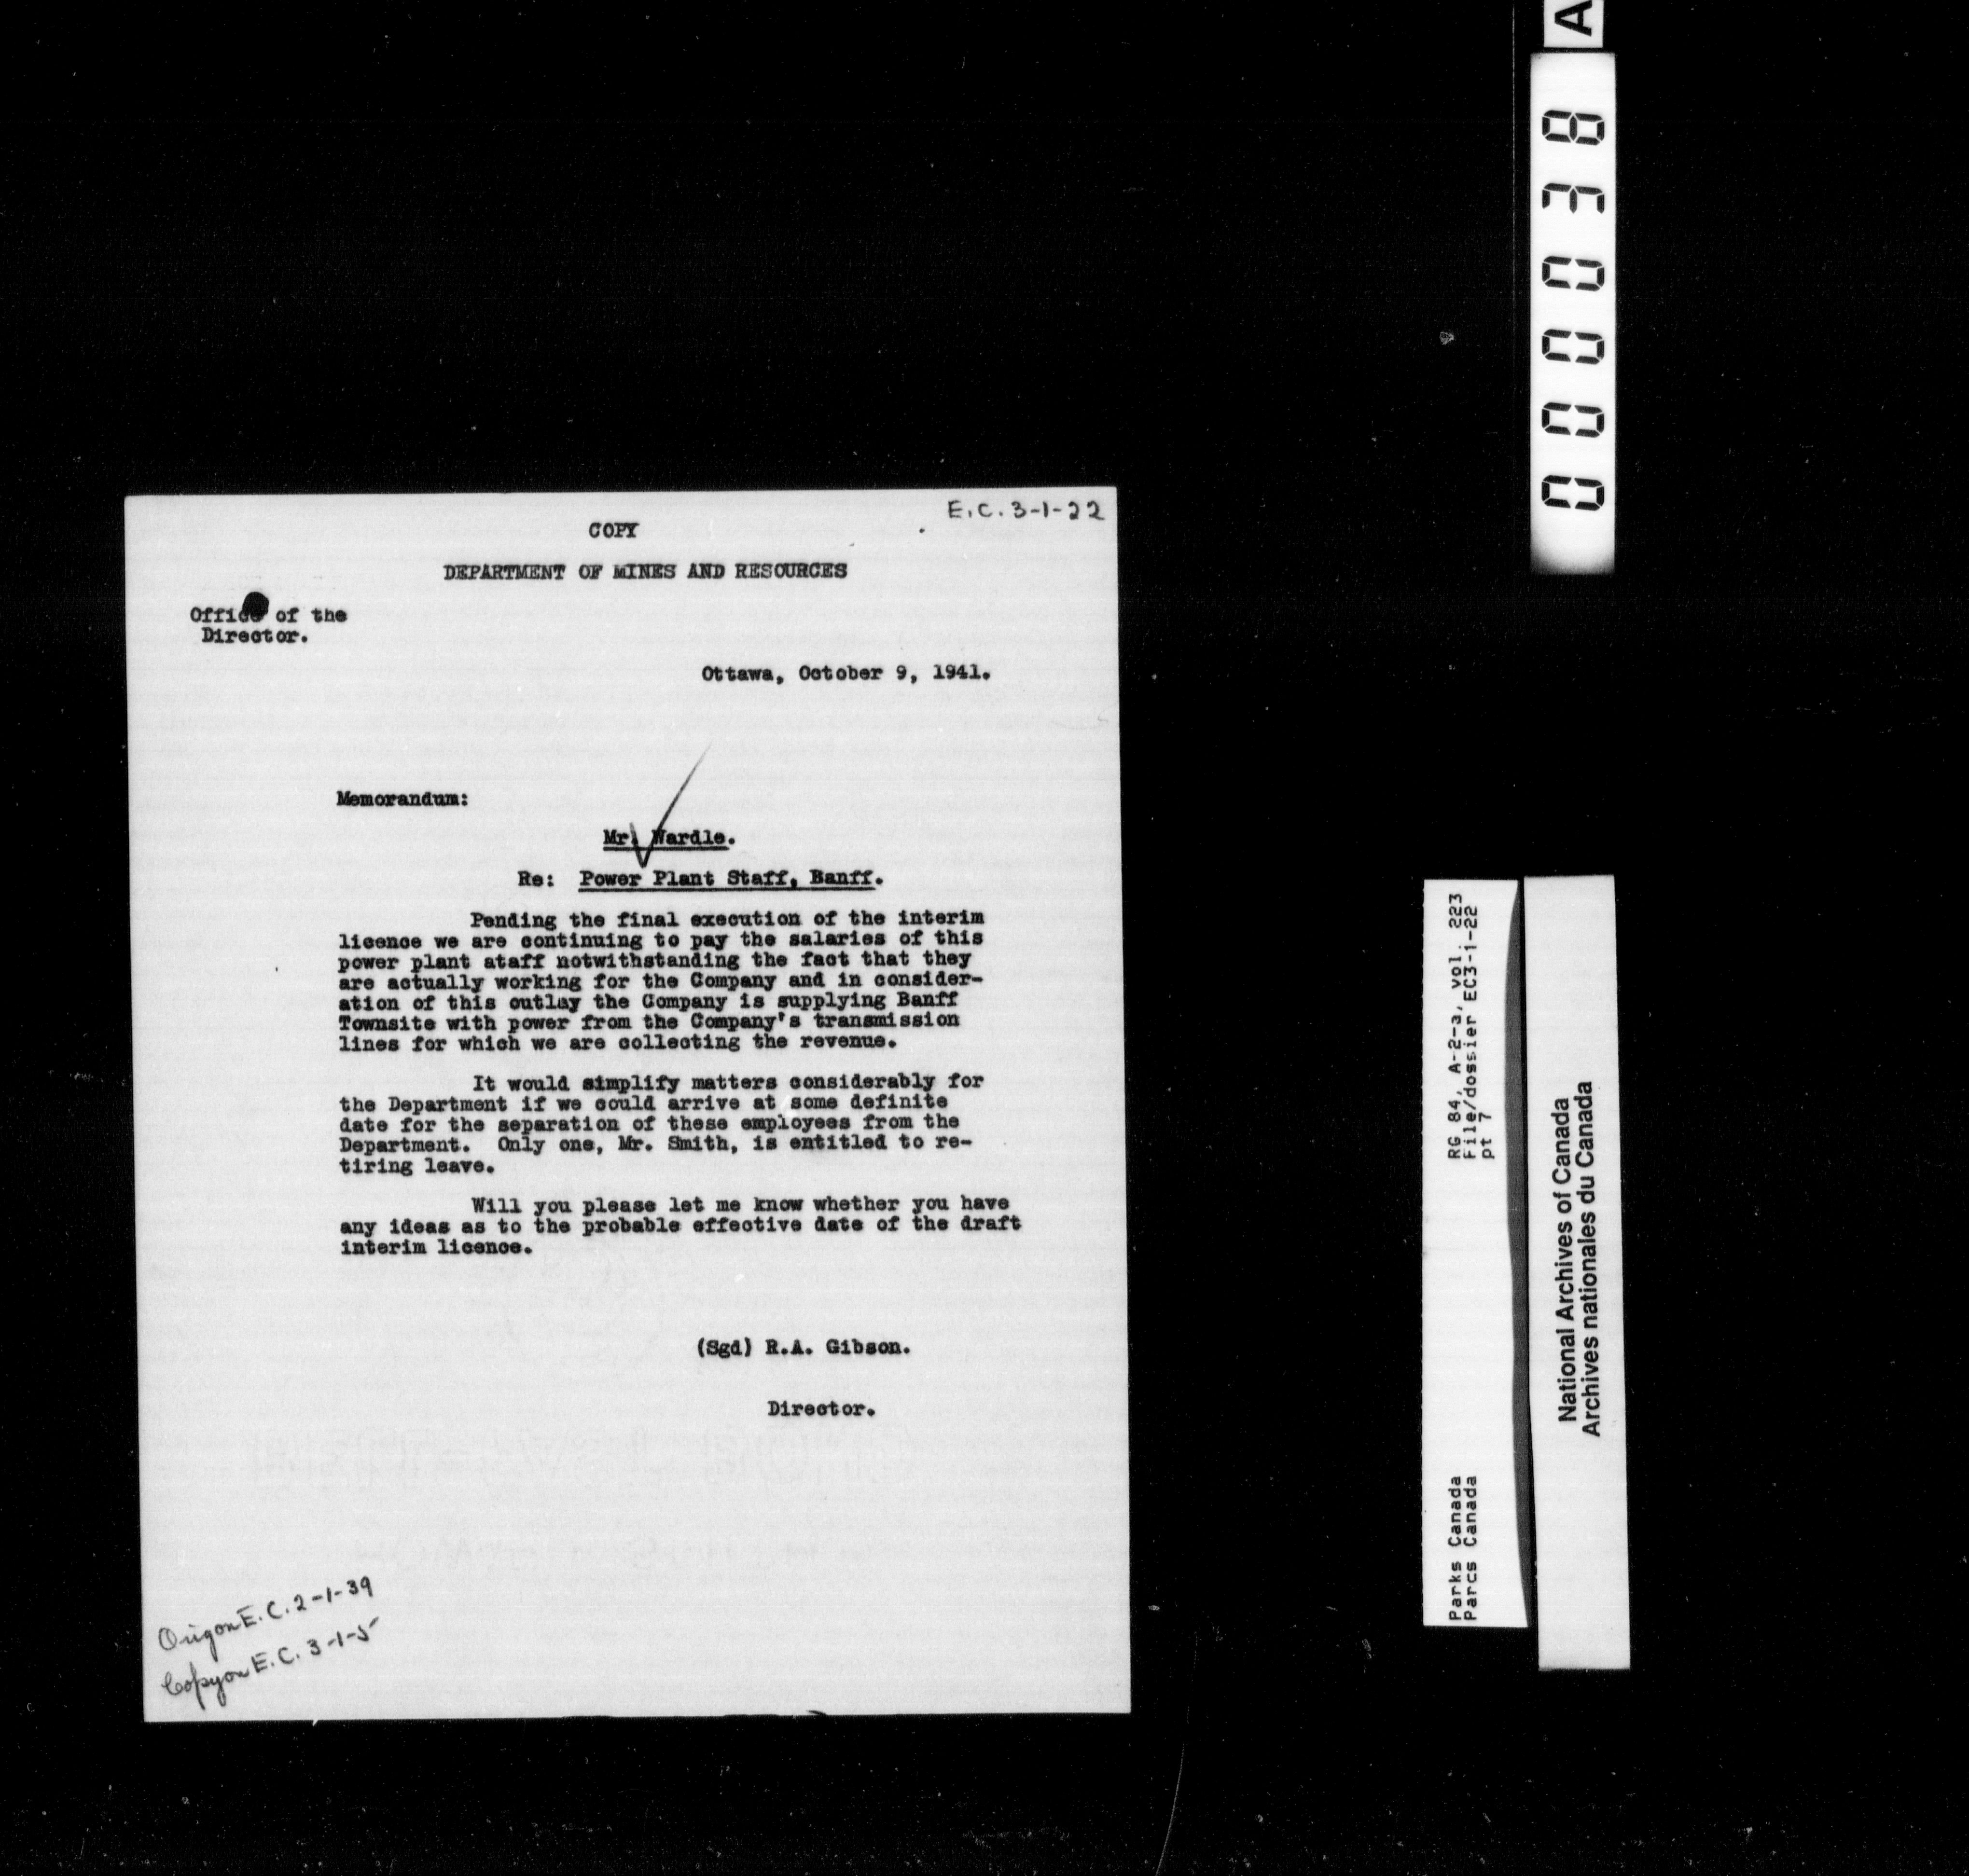 E.C. 3-1-22
COPY
DEPARTMENT OF MINES AND RESOURCES
Office of the
Director.
Ottawa, October 9, 1941.
Memorandum:
Mr. Wardle.
Re: Power Plant Staff, Banff.
Pending the final execution of the interim
licence we are continuing to pay the salaries of this
power plant ataff notwithstanding the fact that they
are actually working for the Company and in consider-
ation of this outlay the Company is supplying Banff
Townsite with power from the Company's transmission
lines for which we are collecting the revenue.
It would simplify matters considerably for
the Department if we could arrive at some definite
date for the separation of these employees from the
Department. Only one, Mr. Smith, is entitled to re-
tiring leave.
Will you please let me know whether you have
any ideas as to the probable effective date of the draft
interim licence.
(Sgd) R.A. Gibson.
Director.
Orig on E.C. 2-1-39
Copy on E.C. 3-1-5
A
000038
RG 84, A-2-a, vol. 223
File/dossier EC3-1-22
pt 7
Parks Canada
Parcs Canada
National Archives of Canada
Archives nationales du Canada